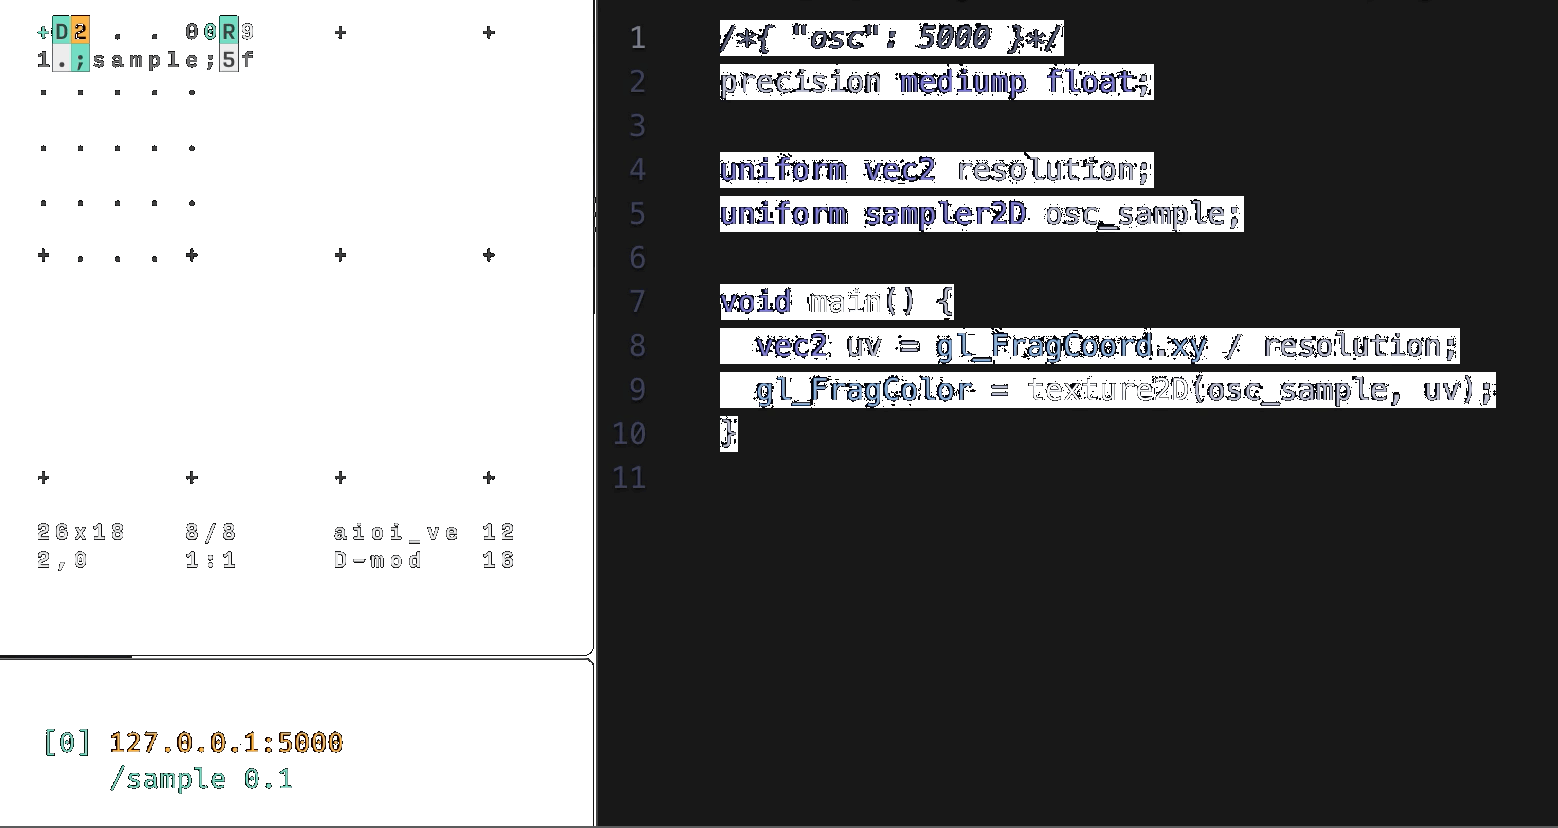 +D2 . . 00R9 + +
1.;sample;5f
. . . . .
. . . . .
. . . . .
+ . . . + + +
+ + + +
26x18 8/8 aioi_ve 12
2,0 1:1 D-mod 16
[0] 127.0.0.1:5000
/sample 0.1
1 /*{ "osc": 5000 }*/
2 precision mediump float;
3
4 uniform vec2 resolution;
5 uniform sampler2D osc_sample;
6
7 void main() {
8   vec2 uv = gl_FragCoord.xy / resolution;
9   gl_FragColor = texture2D(osc_sample, uv);
10 }
11